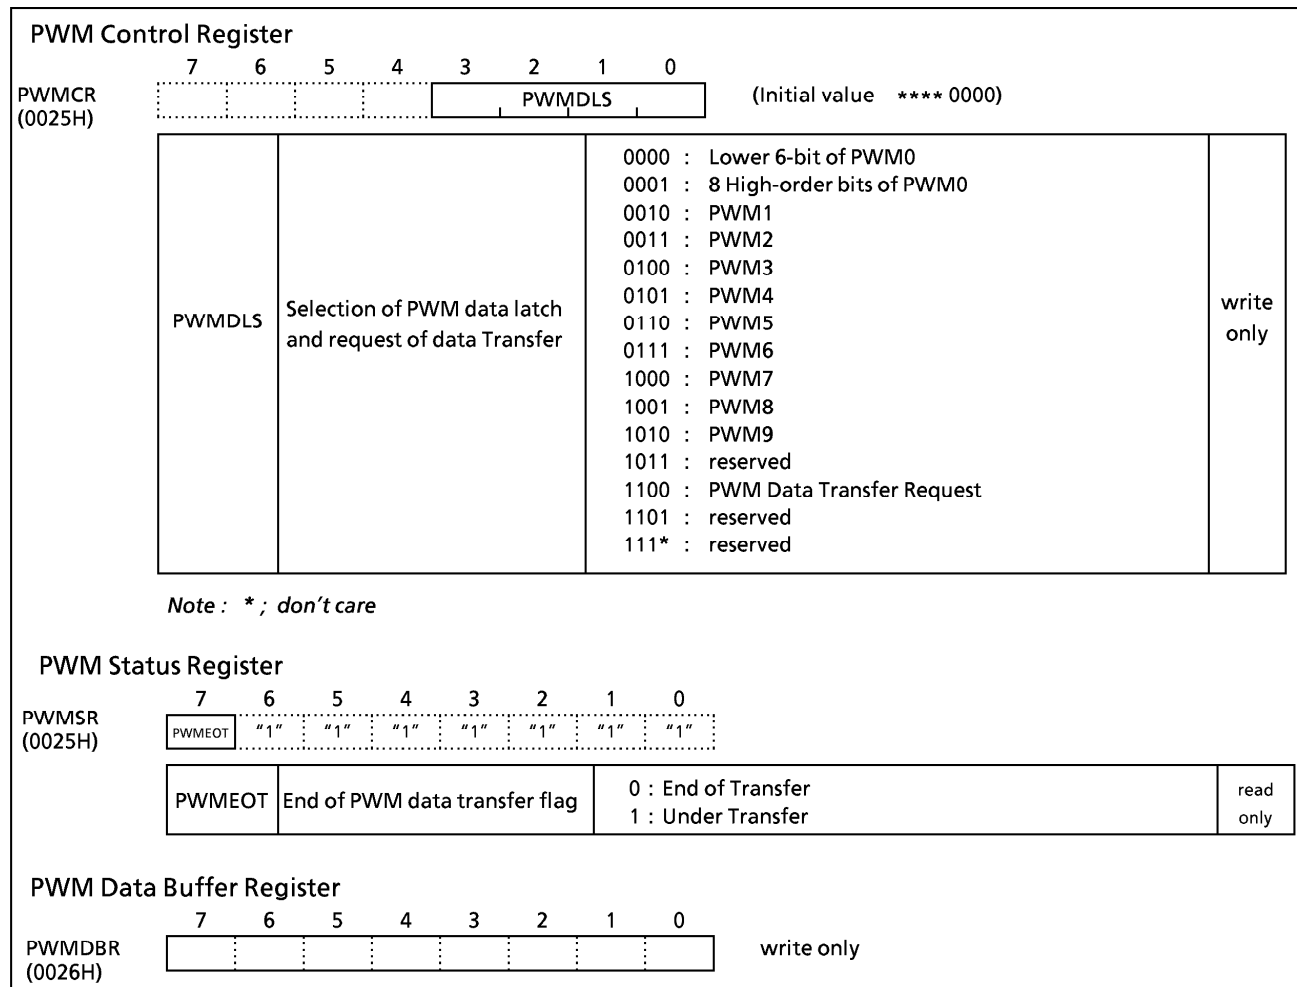 PWM Control Register
7 6 5 4 3 2 1 0
PWMCR
(0025H)
PWMDLS
(Initial value **** 0000)
PWMDLS
Selection of PWM data latch
and request of data Transfer
0000 : Lower 6-bit of PWM0
0001 : 8 High-order bits of PWM0
0010 : PWM1
0011 : PWM2
0100 : PWM3
0101 : PWM4
0110 : PWM5
0111 : PWM6
1000 : PWM7
1001 : PWM8
1010 : PWM9
1011 : reserved
1100 : PWM Data Transfer Request
1101 : reserved
111* : reserved
write
only
Note : * ; don't care
PWM Status Register
7 6 5 4 3 2 1 0
PWMSR
(0025H)
PWMEOT "1" "1" "1" "1" "1" "1" "1"
PWMEOT
End of PWM data transfer flag
0 : End of Transfer
1 : Under Transfer
read
only
PWM Data Buffer Register
7 6 5 4 3 2 1 0
PWMDBR
(0026H)
write only